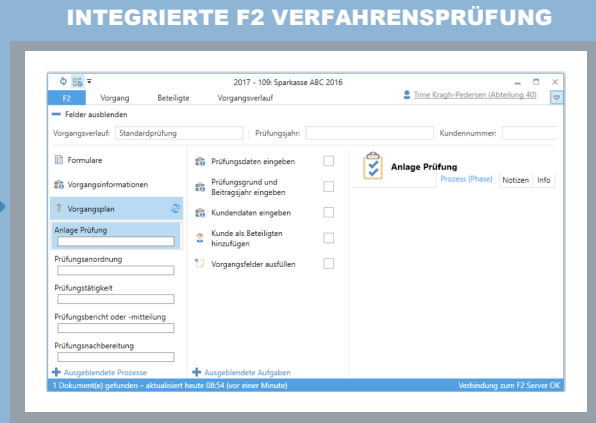 INTEGRIERTE F2 VERFAHRENSPRÜFUNG
2017 - 109: Sparkasse ABC 2016
F2 Vorgang Beteiligte Vorgangsverlauf
Trine Kragh-Pedersen (Abteilung 40)
Felder ausblenden
Vorgangsverlauf: Standardprüfung Prüfungsjahr: Kundennummer:
Formulare
Vorgangsinformationen
Vorgangsplan
Anlage Prüfung
Prüfungsanordnung
Prüfungstätigkeit
Prüfungsbericht oder -mitteilung
Prüfungsnachbereitung
Ausgeblendete Prozesse
Prüfungsdaten eingeben
Prüfungsgrund und
Beitragsjahr eingeben
Kundendaten eingeben
Kunde als Beteiligten
hinzufügen
Vorgangsfelder ausfüllen
Ausgeblendete Aufgaben
Anlage Prüfung
Prozess (Phase) Notizen Info
1 Dokument(e) gefunden – aktualisiert heute 08:54 (vor einer Minute) Verbindung zum F2 Server OK